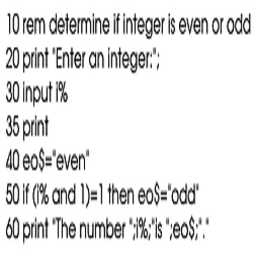 10 rem determine if integer is even or odd
20 print "Enter an integer:";
30 input i%
35 print
40 eo$="even"
50 if (i% and 1)=1 then eo$="odd"
60 print "The number ";i%;"is ";eo$;"."